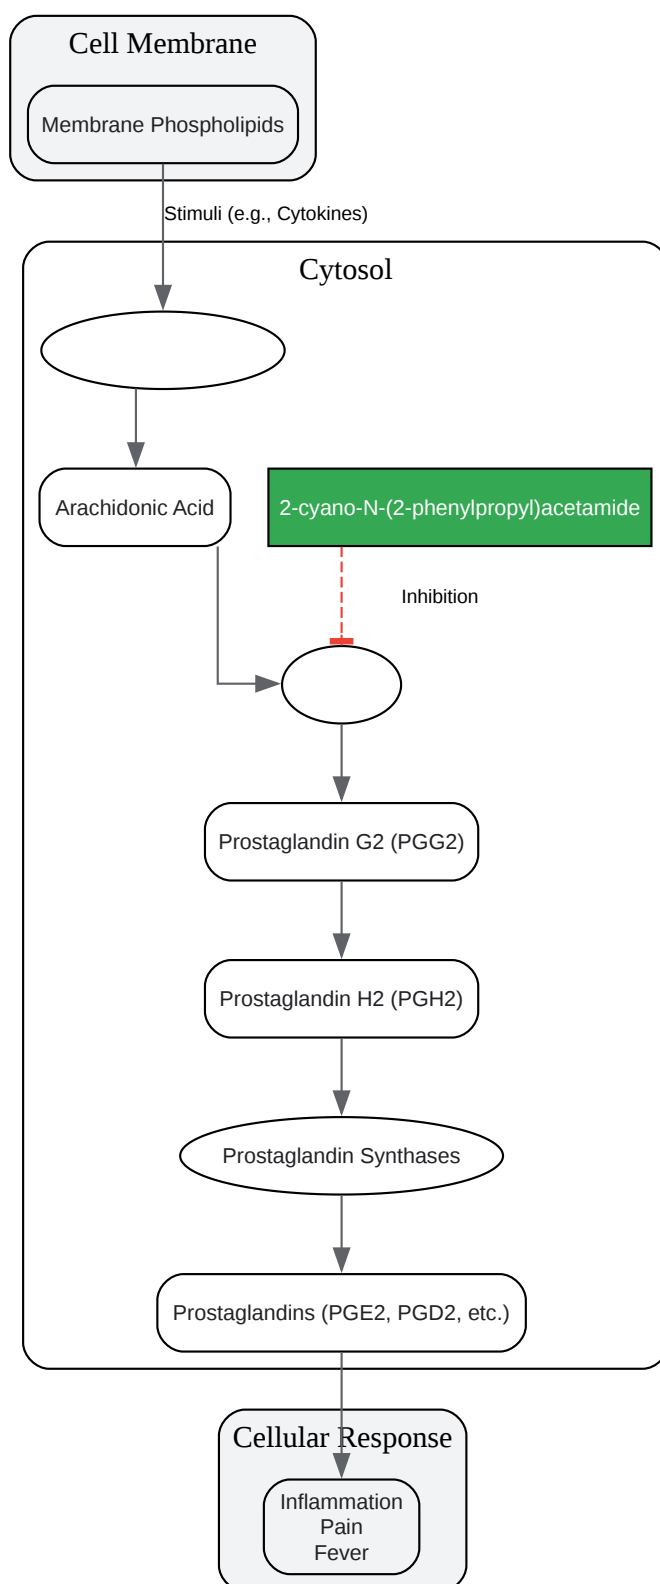 Cell Membrane
Membrane Phospholipids
Stimuli (e.g., Cytokines)
Cytosol
Arachidonic Acid
2-cyano-N-(2-phenylpropyl)acetamide
Inhibition
Prostaglandin G2 (PGG2)
Prostaglandin H2 (PGH2)
Prostaglandin Synthases
Prostaglandins (PGE2, PGD2, etc.)
Cellular Response
Inflammation
Pain
Fever